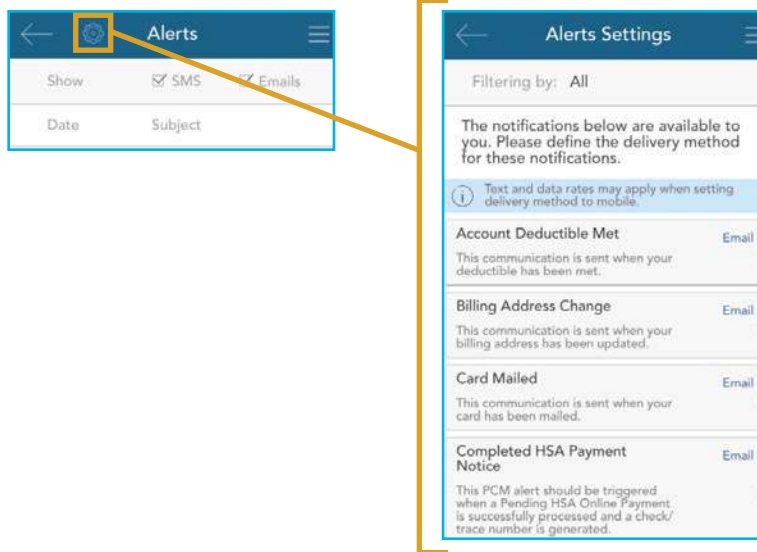 Alerts
Show SMS Emails
Date Subject
Alerts Settings
Filtering by: All
The notifications below are available to
you. Please define the delivery method
for these notifications.
Text and data rates may apply when setting
delivery method to mobile.
Account Deductible Met Email
This communication is sent when your
deductible has been met.
Billing Address Change Email
This communication is sent when your
billing address has been updated.
Card Mailed Email
This communication is sent when your
card has been mailed.
Completed HSA Payment Email
Notice
This PCM alert should be triggered
when a Pending HSA Online Payment
is successfully processed and a check/
trace number is generated.